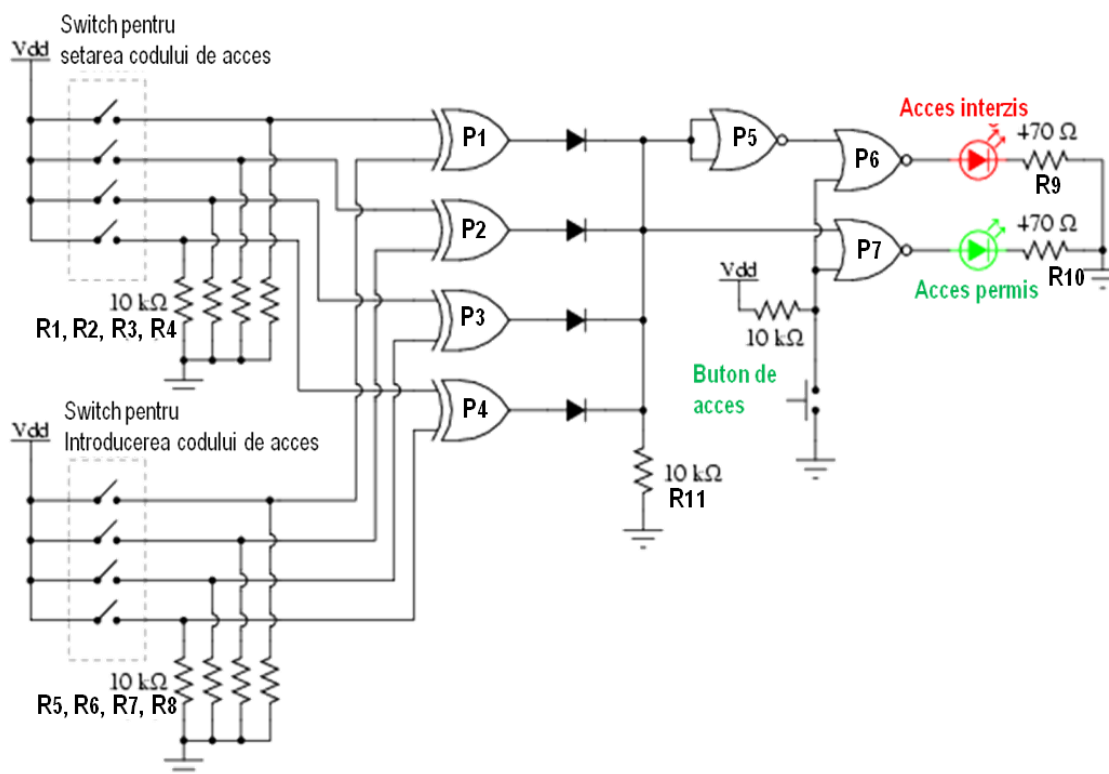 Switch pentru
setarea codului de acces
Vdd
10 kΩ
R1, R2, R3, R4
P1
P2
P3
P4
P5
P6
P7
Acces interzis
470 Ω
R9
470 Ω
R10
Acces permis
Vdd
10 kΩ
Buton de
acces
Switch pentru
Introducerea codului de acces
Vdd
10 kΩ
R11
10 kΩ
R5, R6, R7, R8